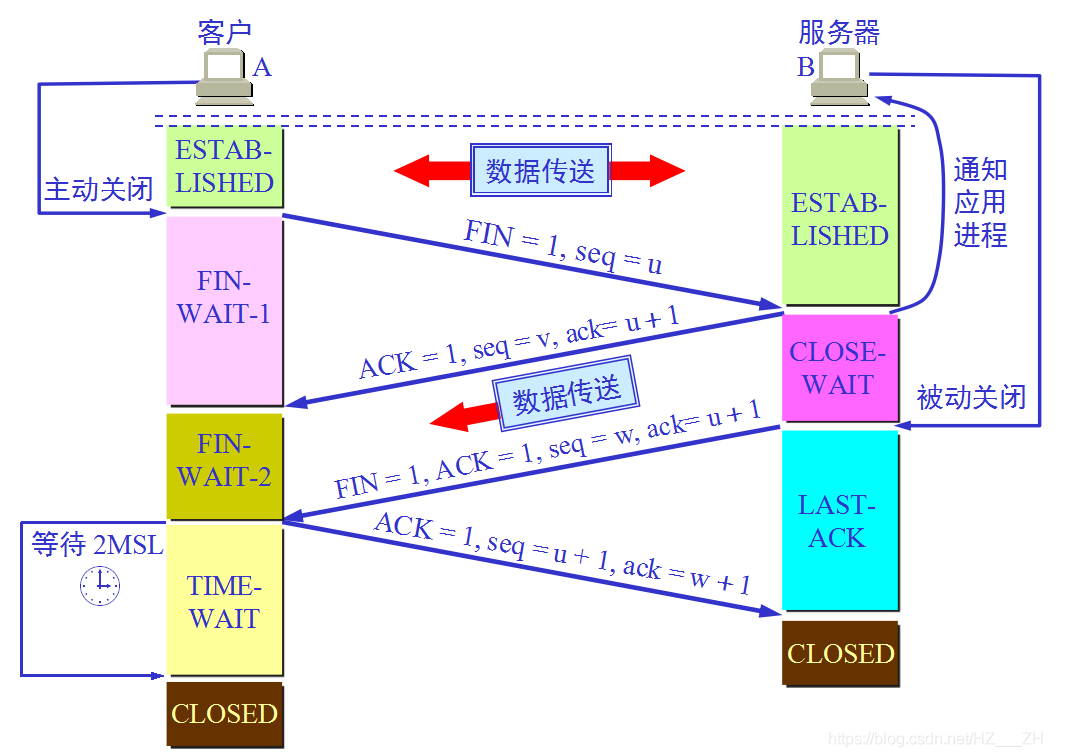 客户
A
服务器
B
ESTAB-
LISHED
数据传送
主动关闭
ESTAB-
LISHED
通知
应用
进程
FIN = 1, seq = u
FIN-
WAIT-1
ACK = 1, seq = v, ack= u + 1
CLOSE-
WAIT
数据传送
被动关闭
FIN-
WAIT-2
FIN = 1, ACK = 1, seq = w, ack= u + 1
LAST-
ACK
等待 2MSL
ACK = 1, seq = u + 1, ack = w + 1
TIME-
WAIT
CLOSED
CLOSED
https://blog.csdn.net/HZ___ZH